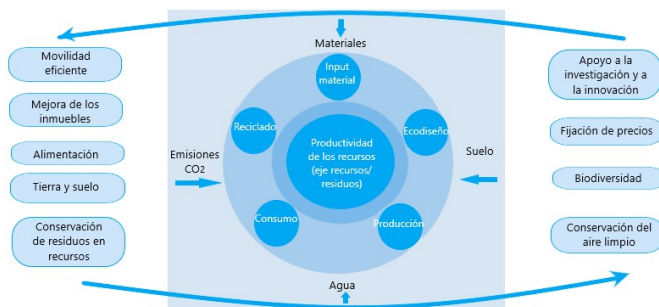 Materiales
Movilidad
eficiente
Mejora de los
inmuebles
Alimentación
Tierra y suelo
Conservación
de residuos en
recursos
Emisiones
CO2
Input
material
Reciclado
Ecodiseño
Productividad
de los recursos
(eje recursos/
residuos)
Consumo
Producción
Suelo
Agua
Apoyo a la
investigación y a
la innovación
Fijación de precios
Biodiversidad
Conservación del
aire limpio